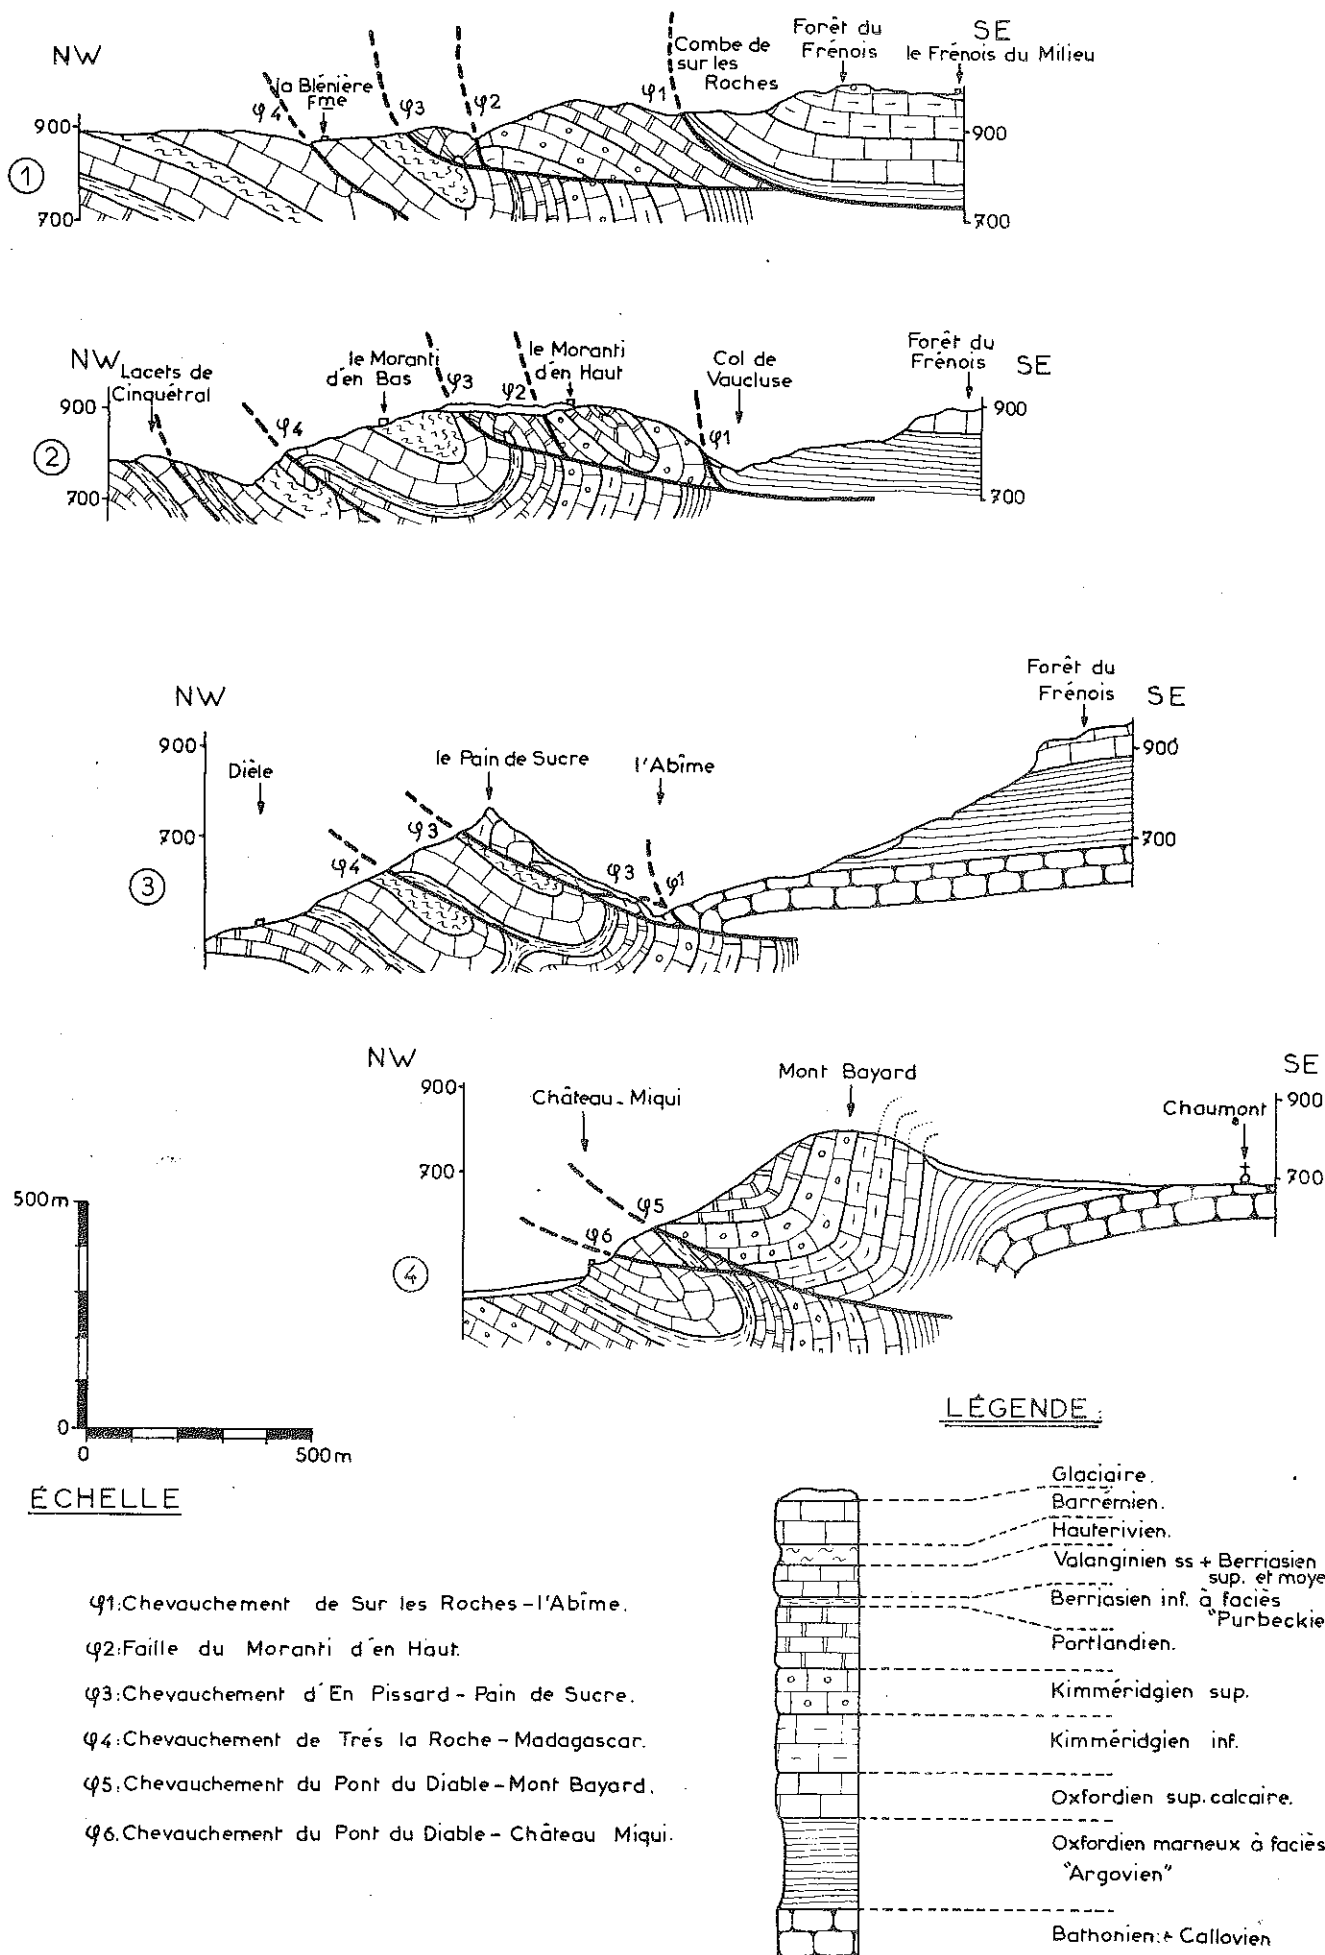 NW
la Blénière
Fme
φ4
φ3
φ2
φ1
Combe de
sur les
Roches
Forêt du
Frénois
SE
le Frénois du Milieu
900
700
900
700
1
NW
Lacets de
Cinquétral
φ4
le Moranti
d'en Bas
φ3
φ2
le Moranti
d'en Haut
Col de
Vaucluse
φ1
Forêt du
Frénois
SE
900
700
900
700
2
NW
Dièle
le Pain de Sucre
l'Abîme
Forêt du
Frénois
SE
900
700
φ4
φ3
φ3
φ1
900
700
3
NW
Château-Miqui
Mont Bayard
Chaumont
SE
900
700
φ6
φ5
900
700
4
500m
0
0
500m
ÉCHELLE
φ1:Chevauchement de Sur les Roches-l'Abîme.
φ2:Faille du Moranti d'en Haut.
φ3:Chevauchement d'En Pissard-Pain de Sucre.
φ4:Chevauchement de Trés la Roche-Madagascar.
φ5:Chevauchement du Pont du Diable-Mont Bayard.
φ6.Chevauchement du Pont du Diable-Château Miqui.
LÉGENDE:
Glaciaire.
Barrémien.
Hauterivien.
Valanginien ss + Berriasien
sup. et moye
Berriasien inf. à faciès
"Purbeckie
Portlandien.
Kimméridgien sup.
Kimméridgien inf.
Oxfordien sup. calcaire.
Oxfordien marneux à faciès
"Argovien"
Bathonien + Callovien